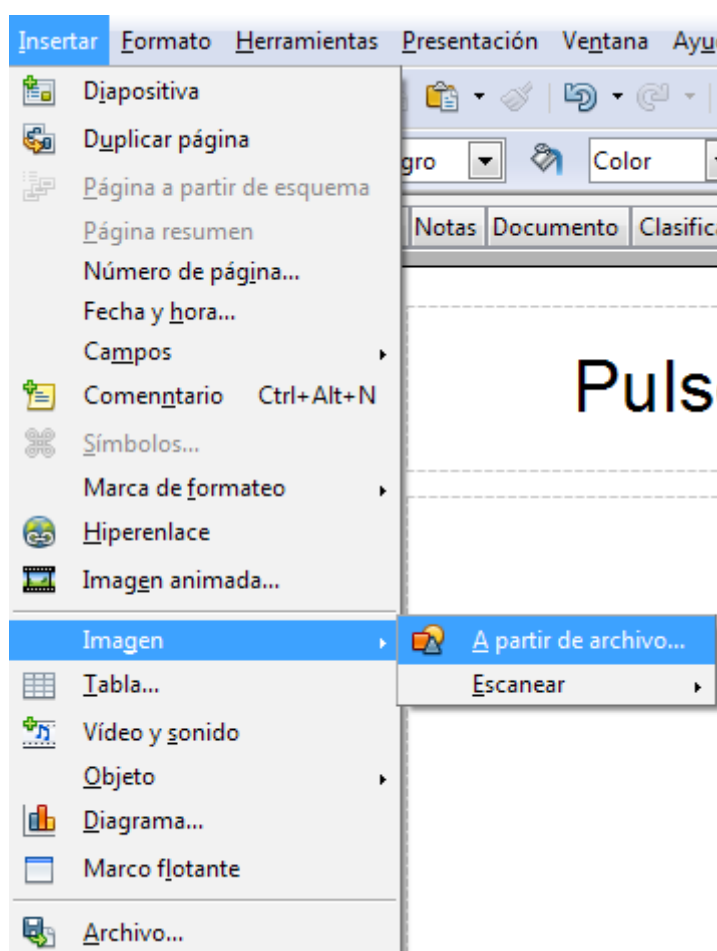 Insertar Formato Herramientas Presentación Ventana Ayu
Diapositiva
Duplicar página
gro Color
Página a partir de esquema
Página resumen
Notas Documento Clasific
Número de página...
Fecha y hora...
Campos
Comenntario Ctrl+Alt+N
Puls
Símbolos...
Marca de formateo
Hiperenlace
Imagen animada...
Imagen
A partir de archivo...
Tabla...
Escanear
Vídeo y sonido
Objeto
Diagrama...
Marco flotante
Archivo...